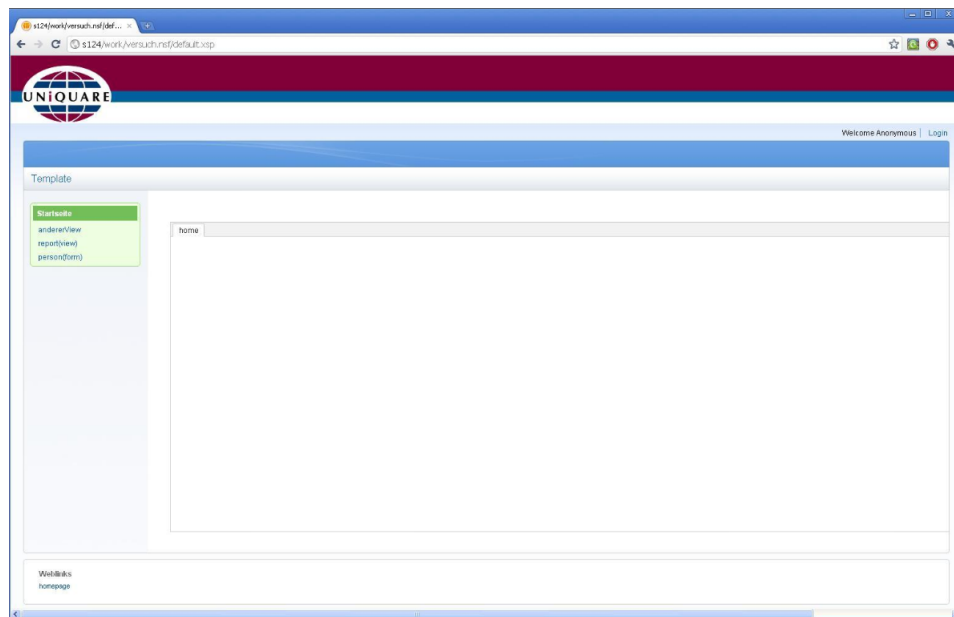 s124/work/versuch.nsf/def...
s124/work/versuch.nsf/default.xsp
UNiQUARE
Welcome Anonymous | Login
Template
Startseite
andererView
report(view)
person(form)
home
Weblinks
homepage